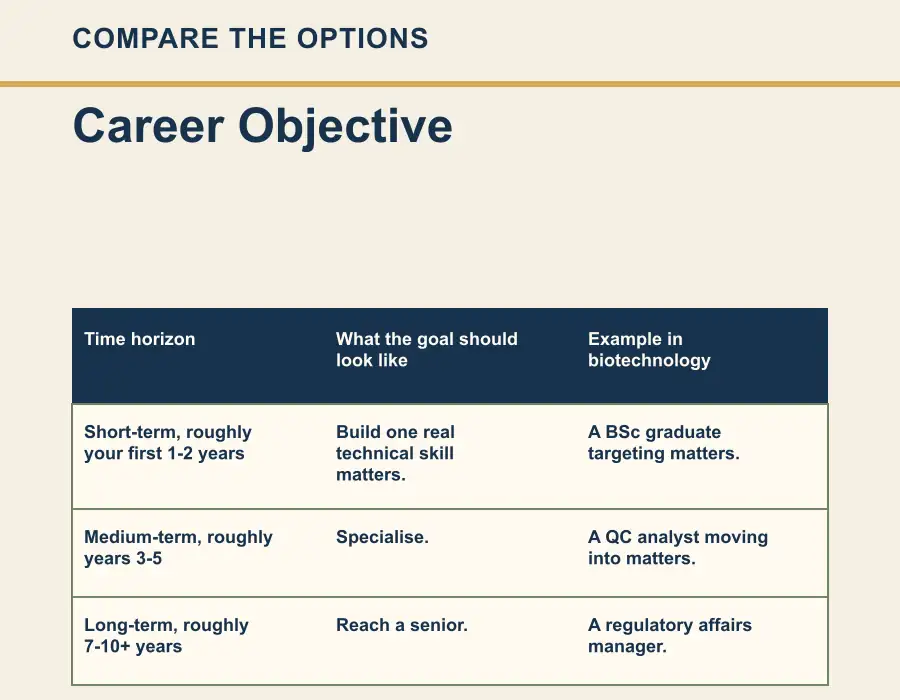 COMPARE THE OPTIONS
Career Objective
Time horizon
What the goal should
look like
Example in
biotechnology
Short-term, roughly
your first 1-2 years
Build one real
technical skill
matters.
A BSc graduate
targeting matters.
Medium-term, roughly
years 3-5
Specialise.
A QC analyst moving
into matters.
Long-term, roughly
7-10+ years
Reach a senior.
A regulatory affairs
manager.